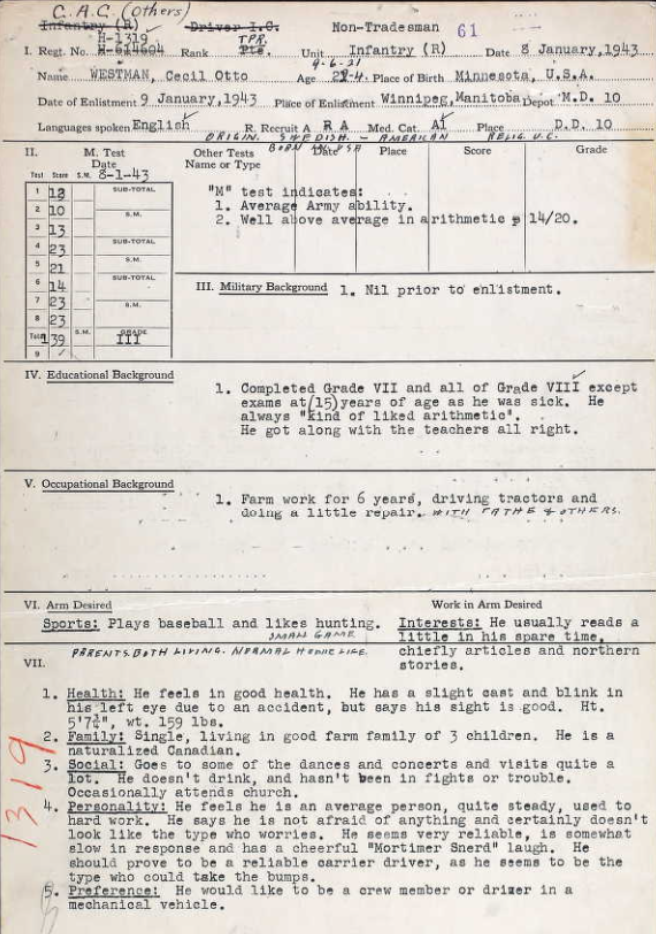 C.A.C. (Others)
Infantry (R) Driver I.C. Non-Tradesman 61
H-1319 TPR.
I. Regt. No. H-614604 Rank Pte. Unit Infantry (R) Date 8 January, 1943
9-6-21
Name WESTMAN, Cecil Otto Age Place of Birth Minnesota, U.S.A.
Date of Enlistment 9 January, 1943 Place of Enlistment Winnipeg, Manitoba Depot M.D. 10
Languages spoken English R. Recruit A R A Med. Cat. A1 Place D.D. 10
ORIGIN. SWEDISH - AMERICAN RELIG. U.C.
BORN IN USA
II. M. Test Other Tests Date Place Score Grade
Date Name or Type
Test Score S.M. 8-1-43
1 13 SUB-TOTAL
2 10 S.M.
3 13
4 23 SUB-TOTAL
5 21 S.M.
6 14 SUB-TOTAL
7 23 S.M.
8 23
Total 139 S.M. GRADE III
9
"M" test indicates:
1. Average Army ability.
2. Well above average in arithmetic 14/20.
III. Military Background 1. Nil prior to enlistment.
IV. Educational Background
1. Completed Grade VII and all of Grade VIII except
exams at (15) years of age as he was sick. He
always "kind of liked arithmetic".
He got along with the teachers all right.
V. Occupational Background
1. Farm work for 6 years, driving tractors and
doing a little repair. WITH FATHER & OTHERS.
VI. Arm Desired Work in Arm Desired
Sports: Plays baseball and likes hunting. Interests: He usually reads a
SMALL GAME little in his spare time,
PARENTS BOTH LIVING. NORMAL HOME LIFE. chiefly articles and northern
VII. stories.
1. Health: He feels in good health. He has a slight cast and blink in
his left eye due to an accident, but says his sight is good. Ht.
5'7¾", wt. 159 lbs.
2. Family: Single, living in good farm family of 3 children. He is a
naturalized Canadian.
3. Social: Goes to some of the dances and concerts and visits quite a
lot. He doesn't drink, and hasn't been in fights or trouble.
Occasionally attends church.
4. Personality: He feels he is an average person, quite steady, used to
hard work. He says he is not afraid of anything and certainly doesn't
look like the type who worries. He seems very reliable, is somewhat
slow in response and has a cheerful "Mortimer Snerd" laugh. He
should prove to be a reliable carrier driver, as he seems to be the
type who could take the bumps.
5. Preference: He would like to be a crew member or driver in a
mechanical vehicle.
1319